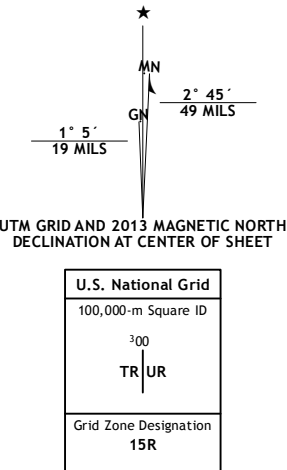 ★
MN
GN
2° 45´
49 MILS
1° 5´
19 MILS
UTM GRID AND 2013 MAGNETIC NORTH
DECLINATION AT CENTER OF SHEET
U.S. National Grid
100,000-m Square ID
³00
TR UR
Grid Zone Designation
15R